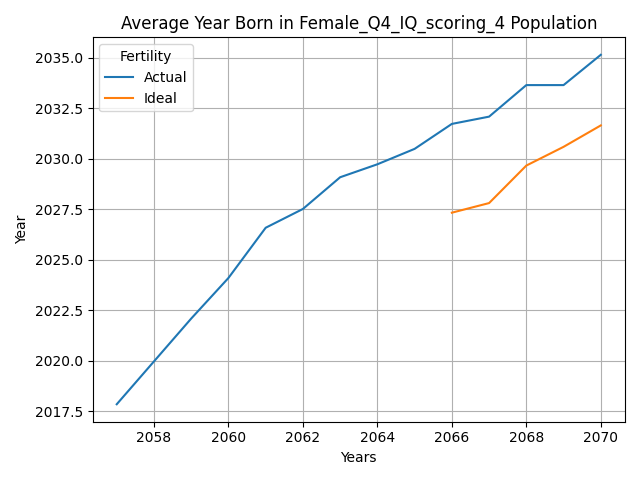 Average Year Born in Female_Q4_IQ_scoring_4 Population
Fertility
Actual
Ideal
2035.0
2032.5
2030.0
2027.5
2025.0
2022.5
2020.0
2017.5
Year
2058 2060 2062 2064 2066 2068 2070
Years